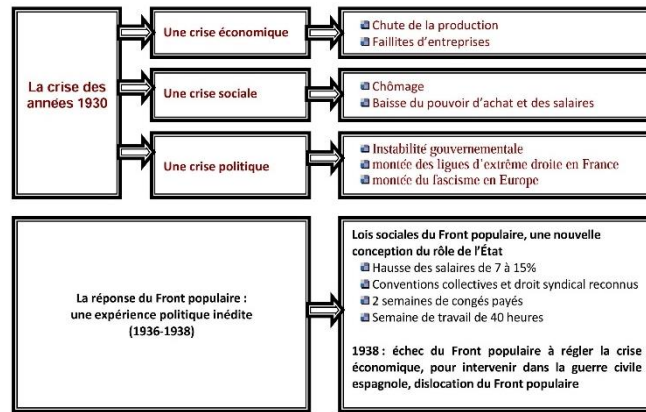 La crise des
années 1930
Une crise économique
Chute de la production
Faillites d'entreprises
Une crise sociale
Chômage
Baisse du pouvoir d'achat et des salaires
Une crise politique
Instabilité gouvernementale
montée des ligues d'extrême droite en France
montée du fascisme en Europe
La réponse du Front populaire :
une expérience politique inédite
(1936-1938)
Lois sociales du Front populaire, une nouvelle
conception du rôle de l'État
Hausse des salaires de 7 à 15%
Conventions collectives et droit syndical reconnus
2 semaines de congés payés
Semaine de travail de 40 heures
1938 : échec du Front populaire à régler la crise
économique, pour intervenir dans la guerre civile
espagnole, dislocation du Front populaire